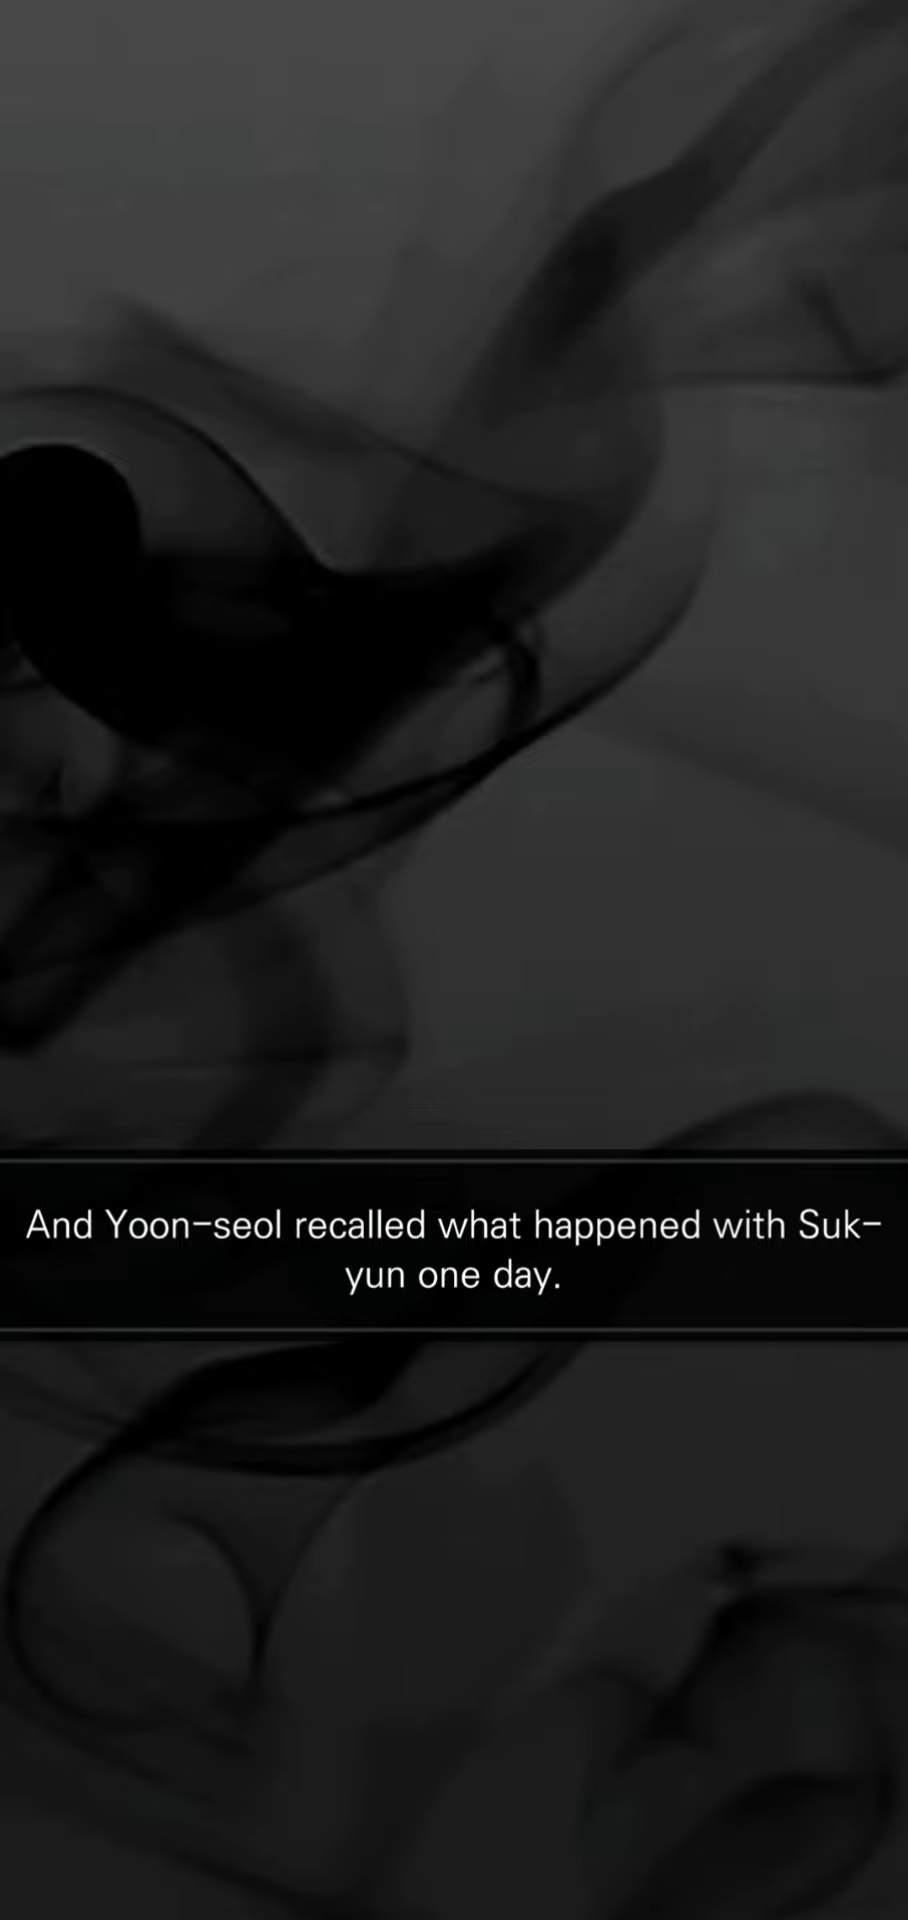 And Yoon-seol recalled what happened with Suk-
yun one day.